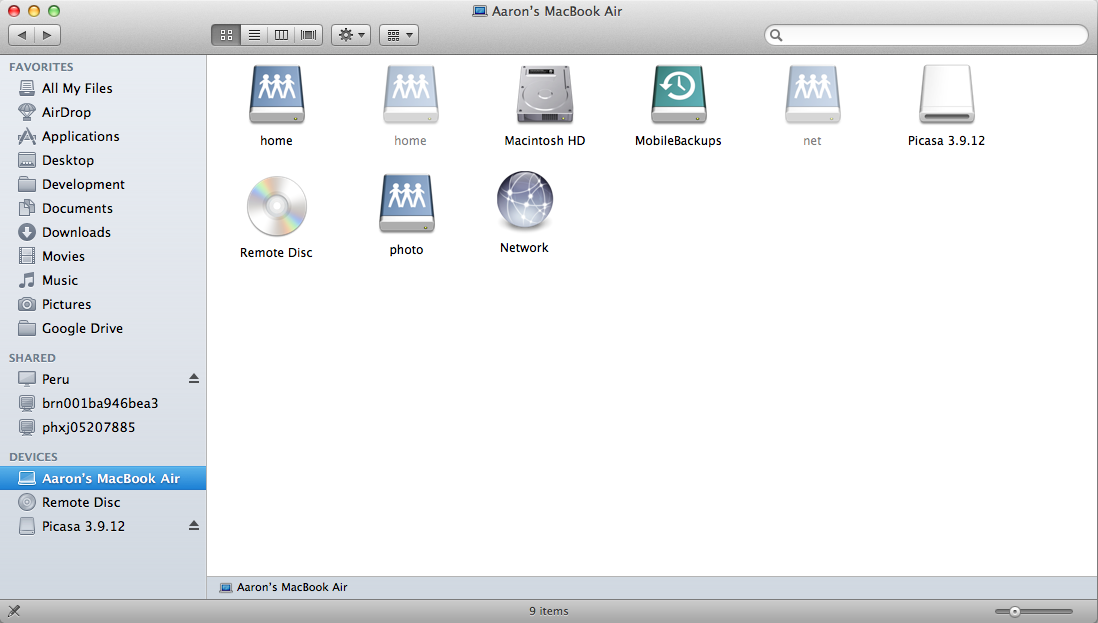 Aaron's MacBook Air
FAVORITES
All My Files
AirDrop
Applications
Desktop
Development
Documents
Downloads
Movies
Music
Pictures
Google Drive
SHARED
Peru
brn001ba946bea3
phxj05207885
DEVICES
Aaron's MacBook Air
Remote Disc
Picasa 3.9.12
home
home
Macintosh HD
MobileBackups
net
Picasa 3.9.12
Remote Disc
photo
Network
Aaron's MacBook Air
9 items